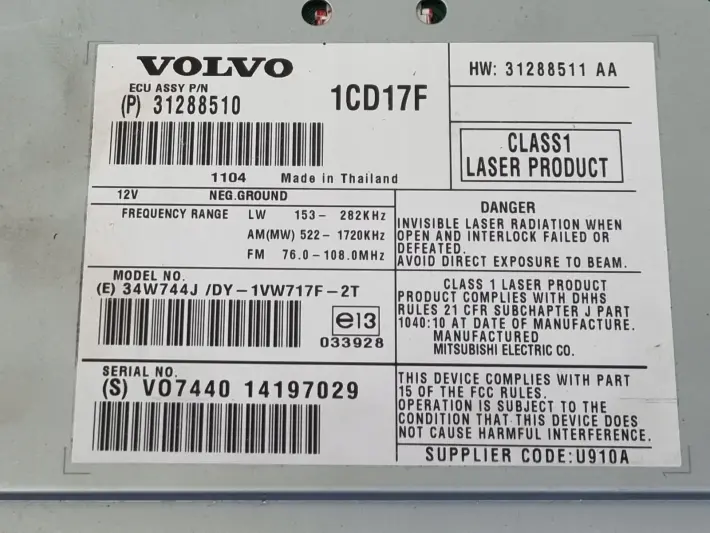 VOLVO
ECU ASSY P/N
(P) 31288510
1CD17F
HW: 31288511 AA
CLASS1
LASER PRODUCT
1104 Made in Thailand
12V NEG.GROUND
FREQUENCY RANGE LW 153- 282KHz
AM(MW) 522- 1720KHz
FM 76.0-108.0MHz
DANGER
INVISIBLE LASER RADIATION WHEN
OPEN AND INTERLOCK FAILED OR
DEFEATED.
AVOID DIRECT EXPOSURE TO BEAM.
MODEL NO.
(E) 34W744J /DY-1VW717F-2T
e13
033928
CLASS 1 LASER PRODUCT
PRODUCT COMPLIES WITH DHHS
RULES 21 CFR SUBCHAPTER J PART
1040:10 AT DATE OF MANUFACTURE.
MANUFACTURED
MITSUBISHI ELECTRIC CO.
SERIAL NO.
(S) VO7440 14197029
THIS DEVICE COMPLIES WITH PART
15 OF THE FCC RULES.
OPERATION IS SUBJECT TO THE
CONDITION THAT THIS DEVICE DOES
NOT CAUSE HARMFUL INTERFERENCE.
SUPPLIER CODE:U910A